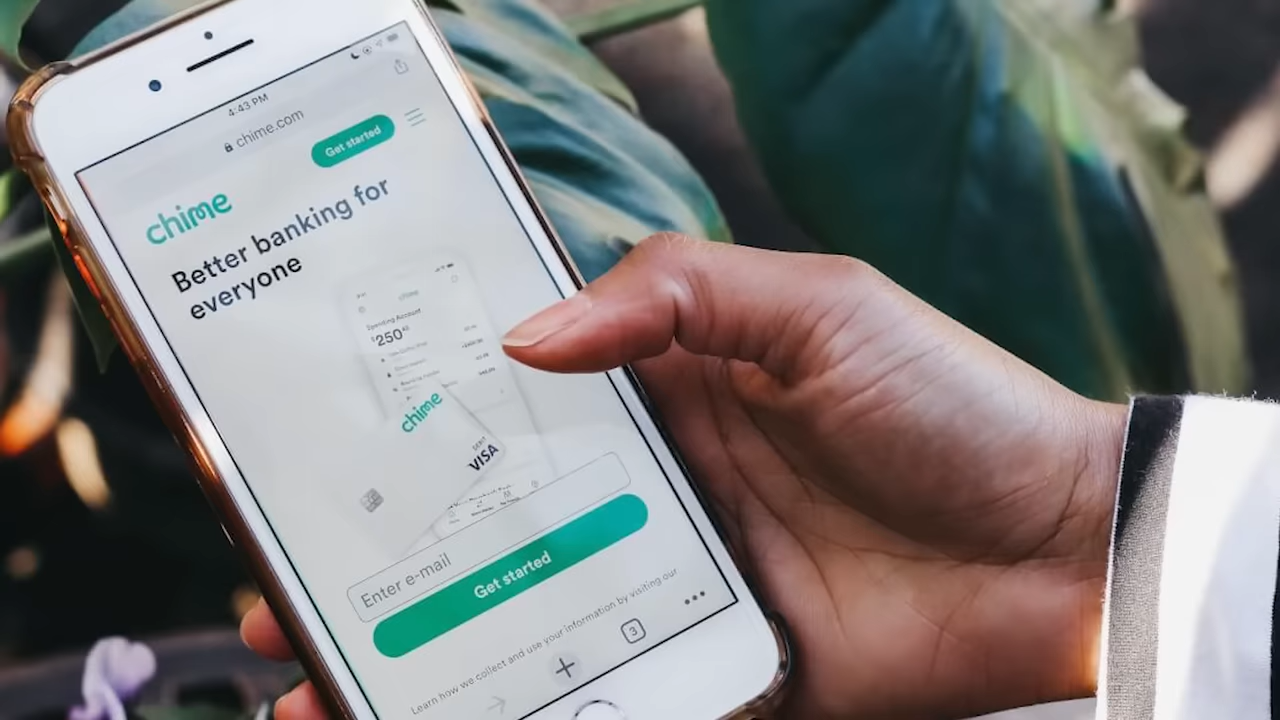 4:43 PM
chime.com
Get started
chime
Better banking for
everyone
chime
Spending Account
$250
chime
VISA
Enter e-mail
Get started
Learn how we collect and use your information by visiting our
3